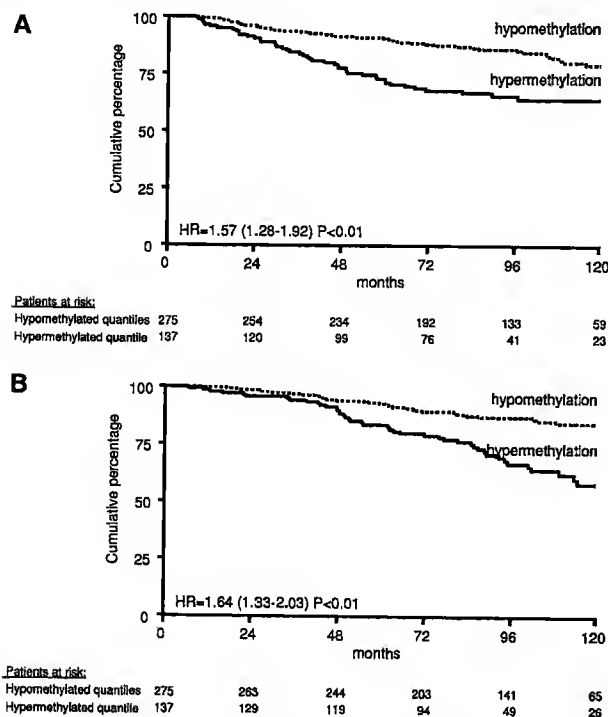 A
Cumulative percentage
100
75
50
25
0
hypomethylation
hypermethylation
HR=1.57 (1.28-1.92) P<0.01
0 24 48 72 96 120
months
Patients at risk:
Hypomethylated quantiles 275 254 234 192 133 59
Hypermethylated quantile 137 120 99 76 41 23
B
Cumulative percentage
100
75
50
25
0
hypomethylation
hypermethylation
HR=1.64 (1.33-2.03) P<0.01
0 24 48 72 96 120
months
Patients at risk:
Hypomethylated quantiles 275 263 244 203 141 65
Hypermethylated quantile 137 129 119 94 49 26